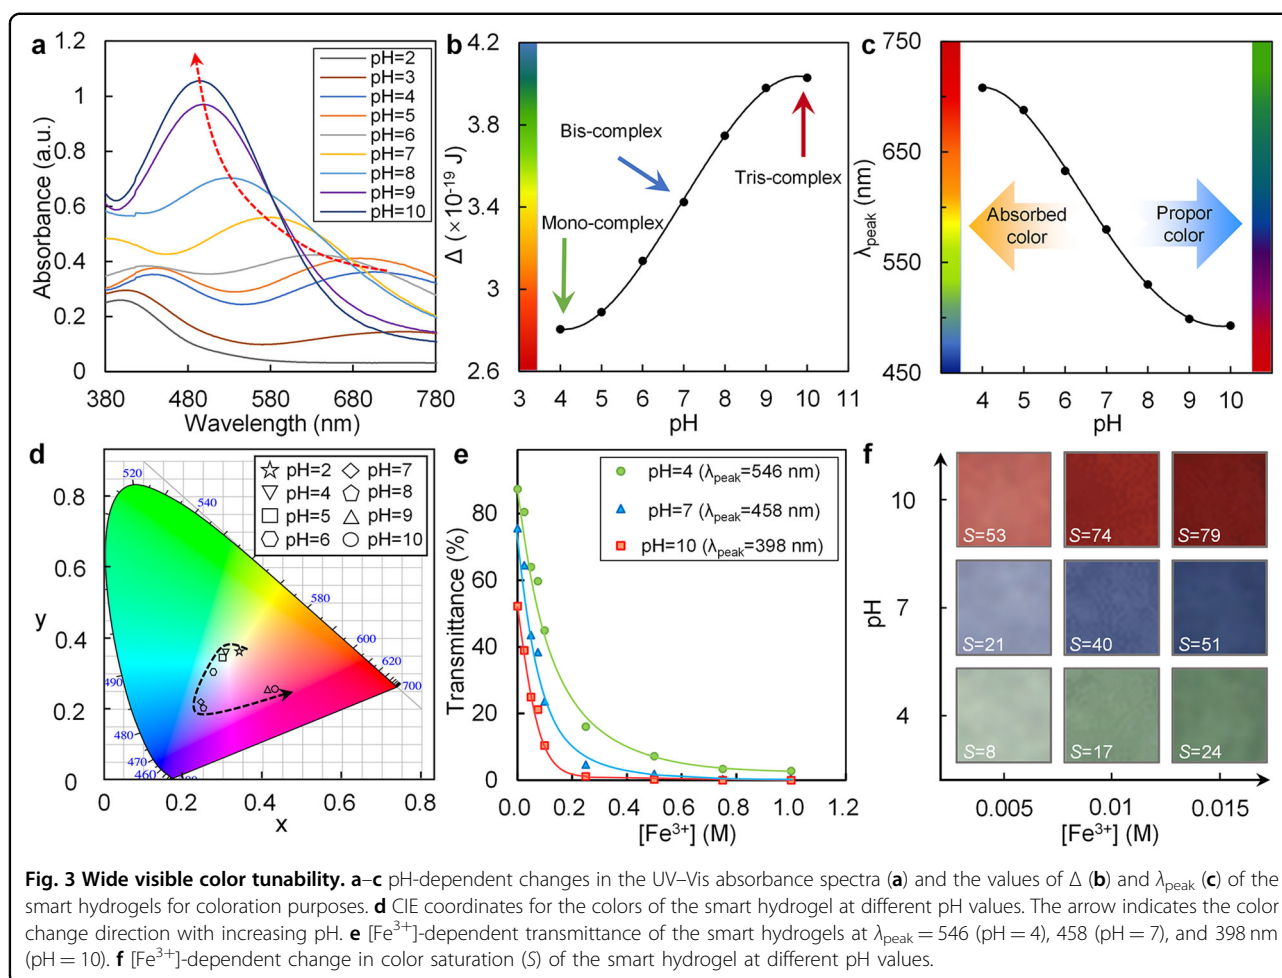 a
1.2
1
0.8
0.6
0.4
0.2
0
Absorbance (a.u.)
380 480 580 680 780
Wavelength (nm)
pH=2
pH=3
pH=4
pH=5
pH=6
pH=7
pH=8
pH=9
pH=10
b
4.2
3.8
3.4
3
2.6
Δ (×10⁻¹⁹ J)
Bis-complex
Mono-complex
Tris-complex
3 4 5 6 7 8 9 10 11
pH
c
750
650
550
450
λpeak (nm)
Absorbed
color
Propor
color
4 5 6 7 8 9 10
pH
d
0.8
0.6
0.4
0.2
0
y
0 0.2 0.4 0.6 0.8
x
520
540
580
600
620
700
490
480
470
460
pH=2 pH=7
pH=4 pH=8
pH=5 pH=9
pH=6 pH=10
e
80
60
40
20
0
Transmittance (%)
pH=4 (λpeak=546 nm)
pH=7 (λpeak=458 nm)
pH=10 (λpeak=398 nm)
0.0 0.2 0.4 0.6 0.8 1.0 1.2
[Fe³⁺] (M)
f
10
7
4
pH
S=53 S=74 S=79
S=21 S=40 S=51
S=8 S=17 S=24
0.005 0.01 0.015
[Fe³⁺] (M)
Fig. 3 Wide visible color tunability. a–c pH-dependent changes in the UV–Vis absorbance spectra (a) and the values of Δ (b) and λpeak (c) of the
smart hydrogels for coloration purposes. d CIE coordinates for the colors of the smart hydrogel at different pH values. The arrow indicates the color
change direction with increasing pH. e [Fe³⁺]-dependent transmittance of the smart hydrogels at λpeak = 546 (pH = 4), 458 (pH = 7), and 398 nm
(pH = 10). f [Fe³⁺]-dependent change in color saturation (S) of the smart hydrogel at different pH values.